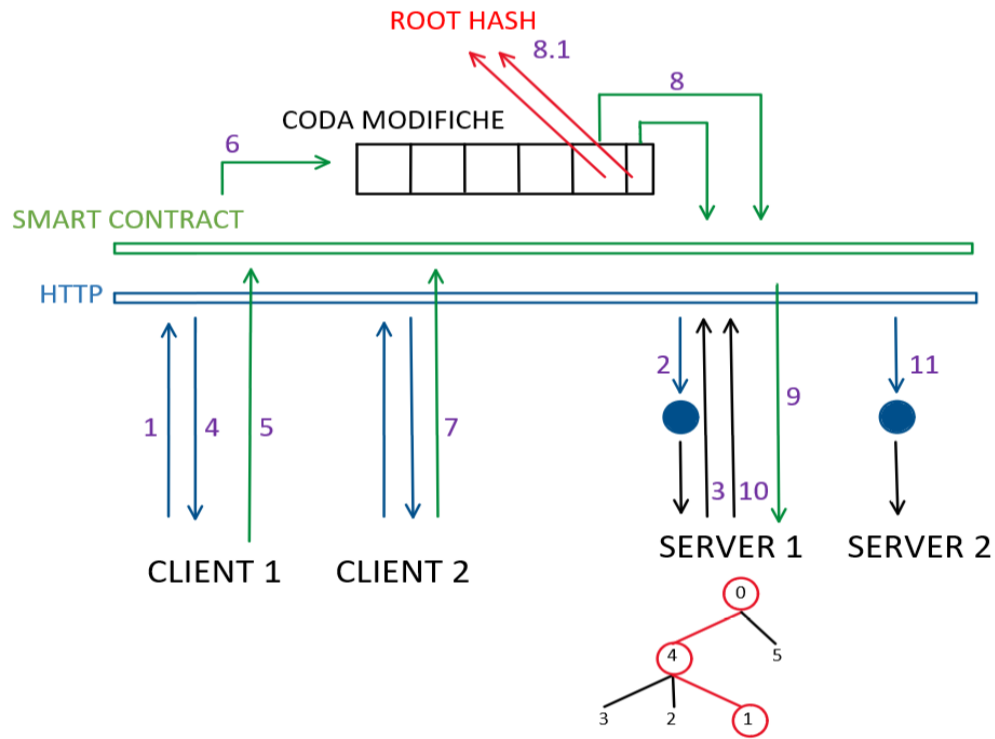 ROOT HASH
8.1
8
CODA MODIFICHE
6
SMART CONTRACT
HTTP
2
11
9
1
4
5
7
3
10
SERVER 1
SERVER 2
CLIENT 1
CLIENT 2
0
4
5
3
2
1